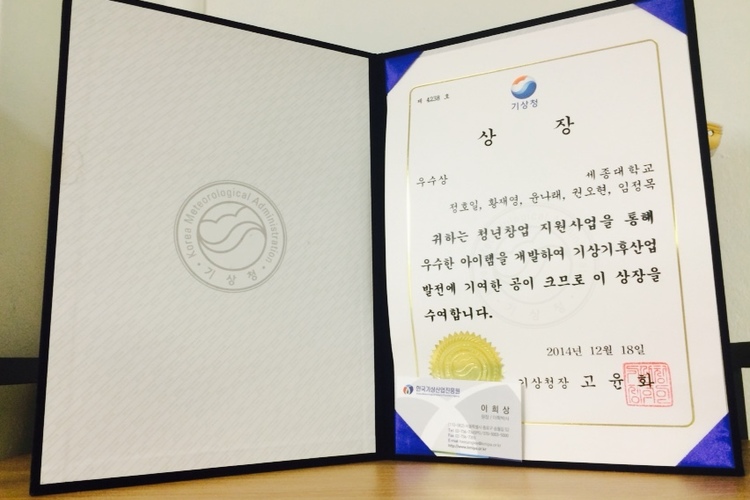 Korea Meteorological Administration
기상청
제 4238 호
기상청
상 장
우수상
세종대학교
정호일, 황재영, 윤나래, 권오현, 임정목
귀하는 청년창업 지원사업을 통해
우수한 아이템을 개발하여 기상기후산업
발전에 기여한 공이 크므로 이 상장을
수여합니다.
2014년 12월 18일
기상청장 고 윤 화
한국기상산업진흥원
이 희 상